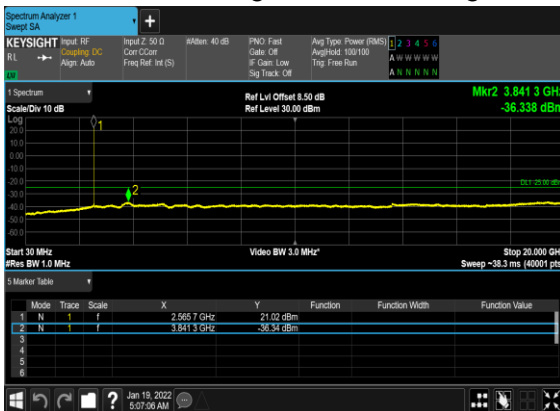 Spectrum Analyzer 1
Swept SA
+
KEYSIGHT Input: RF Input Z: 50 Ω #Atten: 40 dB PNO: Fast Avg Type: Power (RMS) 1 2 3 4 5 6
RL Coupling: DC Corr CCorr Gate: Off Avg|Hold: 100/100 A W W W W W
Align: Auto Freq Ref: Int (S) IF Gain: Low Trig: Free Run
LV Sig Track: Off A N N N N N
1 Spectrum Ref Lvl Offset 8.50 dB Mkr2 3.841 3 GHz
Scale/Div 10 dB Ref Level 30.00 dBm -36.338 dBm
Log
20.0 1
10.0
0.00
-10.0
-20.0 DL1 -25.00 dBm
-30.0 2
-40.0
-50.0
-60.0
Start 30 MHz Video BW 3.0 MHz* Stop 20.000 GHz
#Res BW 1.0 MHz Sweep ~38.3 ms (40001 pts)
5 Marker Table
Mode Trace Scale X Y Function Function Width Function Value
1 N 1 f 2.565 7 GHz 21.02 dBm
2 N 1 f 3.841 3 GHz -36.34 dBm
3
4
5
6
? Jan 19, 2022
5:07:06 AM